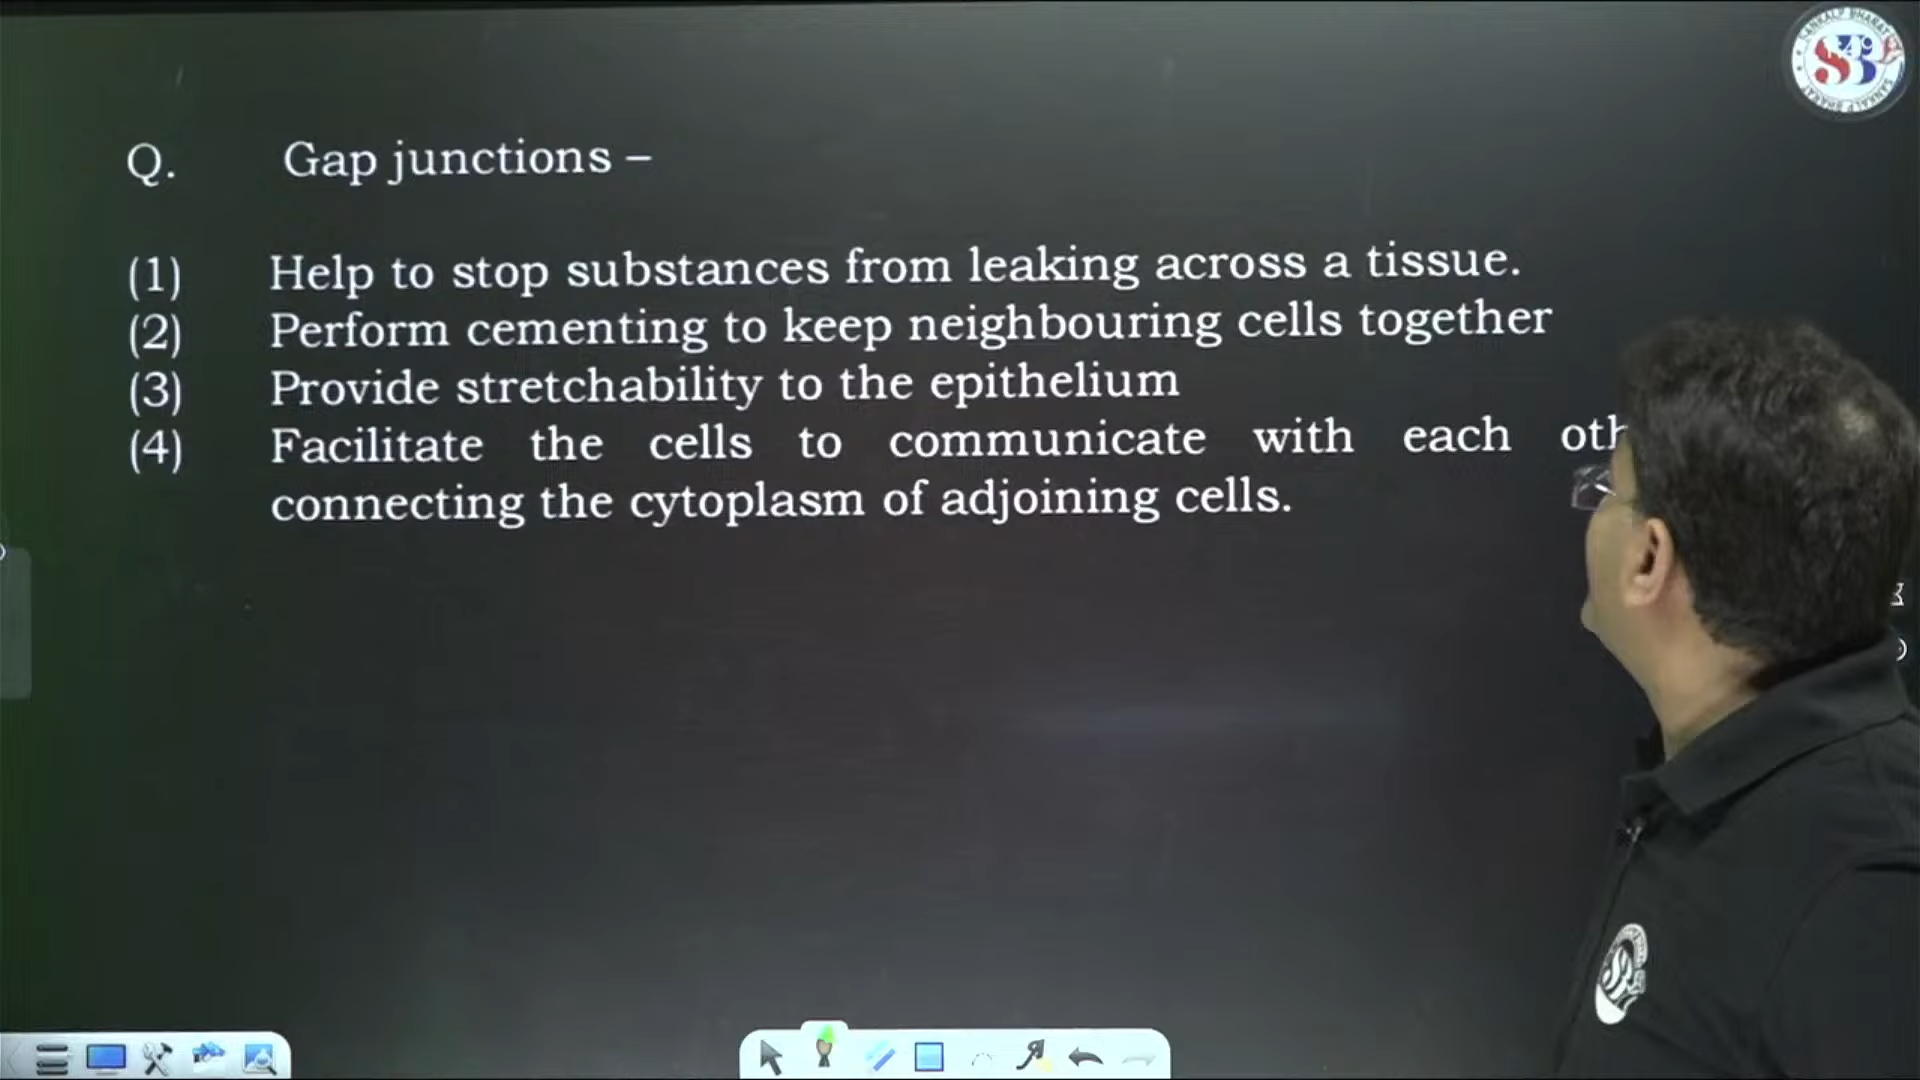 Q. Gap junctions –
(1) Help to stop substances from leaking across a tissue.
(2) Perform cementing to keep neighbouring cells together
(3) Provide stretchability to the epithelium
(4) Facilitate the cells to communicate with each
connecting the cytoplasm of adjoining cells.